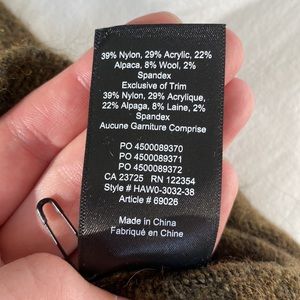 39% Nylon, 29% Acrylic, 22%
Alpaca, 8% Wool, 2%
Spandex
Exclusive of Trim
39% Nylon, 29% Acrylique,
22% Alpaga, 8% Laine, 2%
Spandex
Aucune Garniture Comprise
PO 4500089370
PO 4500089371
PO 4500089372
CA 23725 RN 122354
Style # HAW0-3032-38
Article # 69026
Made in China
Fabriqué en Chine